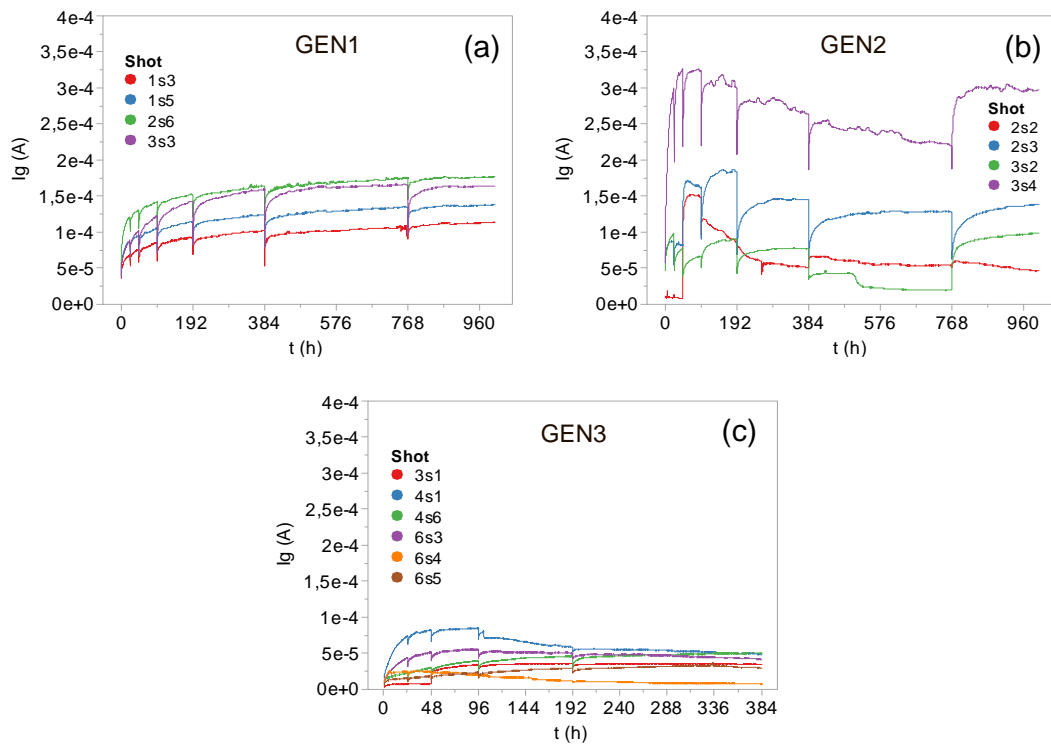 GEN1
(a)
Shot
1s3
1s5
2s6
3s3
4e-4
3,5e-4
3e-4
2,5e-4
2e-4
1,5e-4
1e-4
5e-5
0e+0
Ig (A)
0 192 384 576 768 960
t (h)
GEN2
(b)
Shot
2s2
2s3
3s2
3s4
4e-4
3,5e-4
3e-4
2,5e-4
2e-4
1,5e-4
1e-4
5e-5
0e+0
Ig (A)
0 192 384 576 768 960
t (h)
GEN3
(c)
Shot
3s1
4s1
4s6
6s3
6s4
6s5
4e-4
3,5e-4
3e-4
2,5e-4
2e-4
1,5e-4
1e-4
5e-5
0e+0
Ig (A)
0 48 96 144 192 240 288 336 384
t (h)